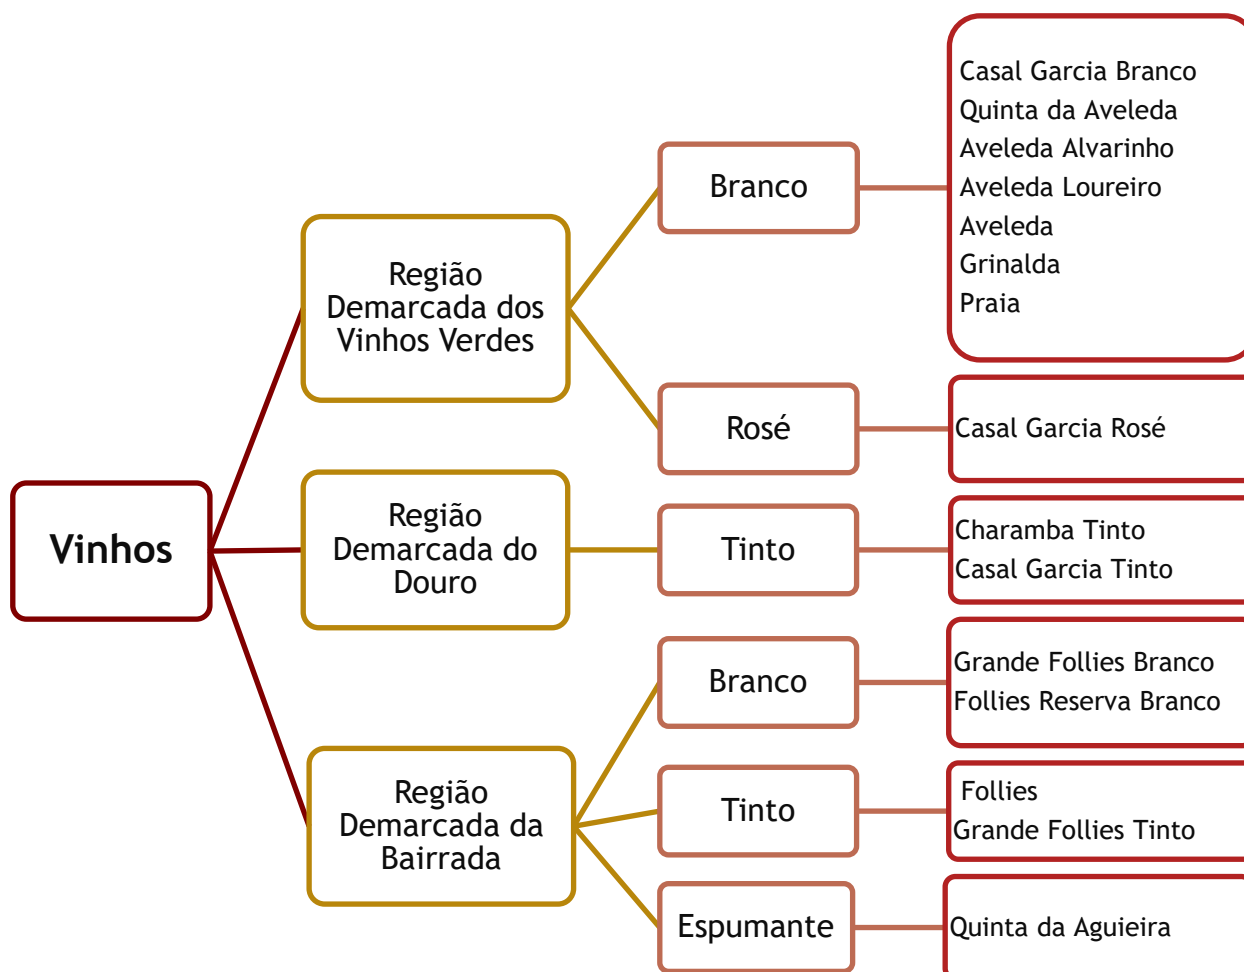 Vinhos
Região
Demarcada dos
Vinhos Verdes
Branco
Casal Garcia Branco
Quinta da Aveleda
Aveleda Alvarinho
Aveleda Loureiro
Aveleda
Grinalda
Praia
Rosé
Casal Garcia Rosé
Região
Demarcada do
Douro
Tinto
Charamba Tinto
Casal Garcia Tinto
Região
Demarcada da
Bairrada
Branco
Grande Follies Branco
Follies Reserva Branco
Tinto
Follies
Grande Follies Tinto
Espumante
Quinta da Aguieira